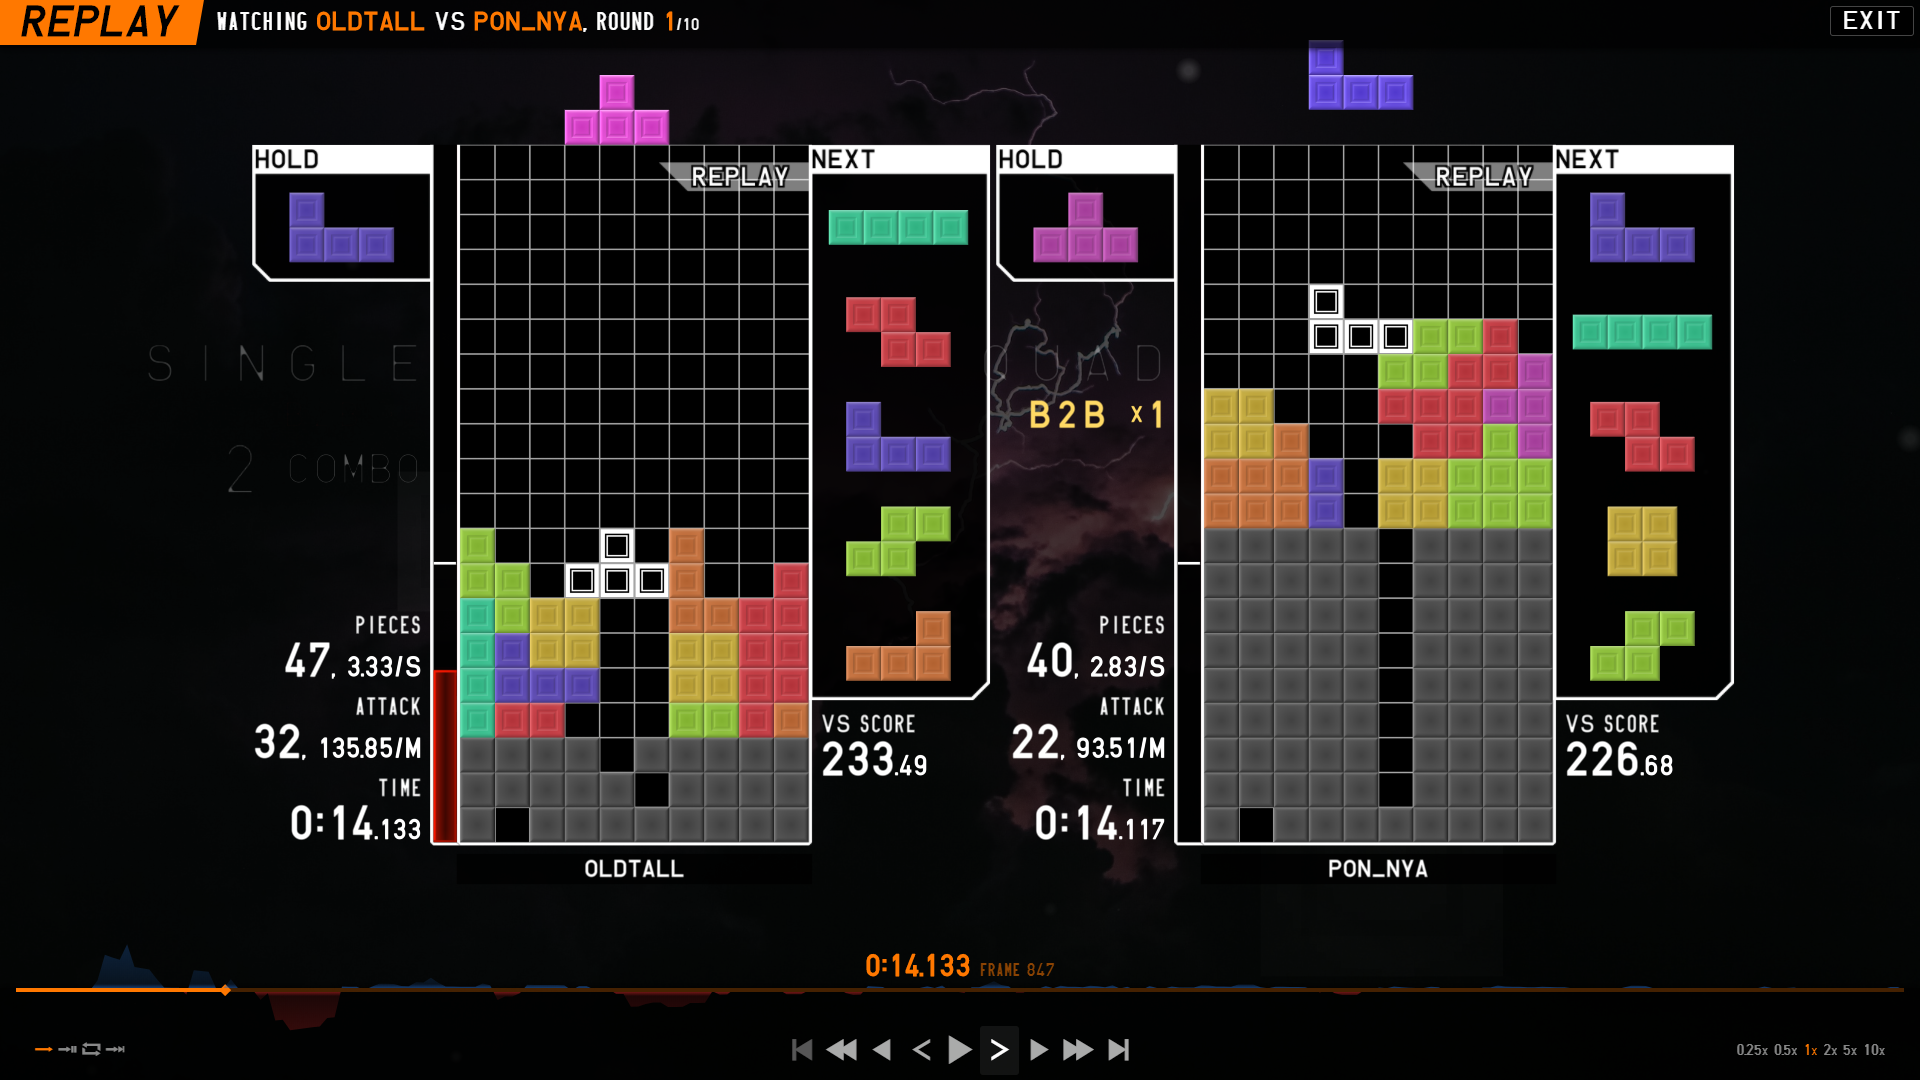 REPLAY
WATCHING OLDTALL VS PON_NYA, ROUND 1/10
EXIT
HOLD
REPLAY
NEXT
SINGLE
2 COMBO
PIECES
47, 3.33/S
ATTACK
32, 135.85/M
TIME
0:14.133
VS SCORE
233.49
OLDTALL
HOLD
REPLAY
NEXT
QUAD
B2B x1
PIECES
40, 2.83/S
ATTACK
22, 93.51/M
TIME
0:14.117
VS SCORE
226.68
PON_NYA
0:14.133 FRAME 847
0.25x 0.5x 1x 2x 5x 10x